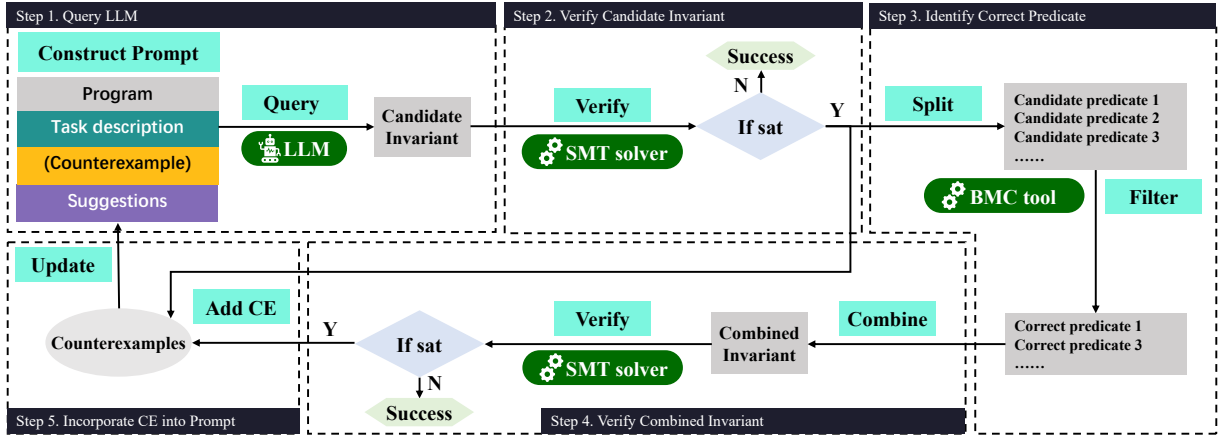 Step 1. Query LLM
Construct Prompt
Program
Task description
(Counterexample)
Suggestions
Query
LLM
Candidate
Invariant
Step 2. Verify Candidate Invariant
Verify
SMT solver
Success
N
If sat
Y
Step 3. Identify Correct Predicate
Split
Candidate predicate 1
Candidate predicate 2
Candidate predicate 3
......
BMC tool
Filter
Correct predicate 1
Correct predicate 3
......
Combine
Combined
Invariant
Verify
SMT solver
If sat
Y
N
Success
Step 4. Verify Combined Invariant
Update
Add CE
Counterexamples
Step 5. Incorporate CE into Prompt